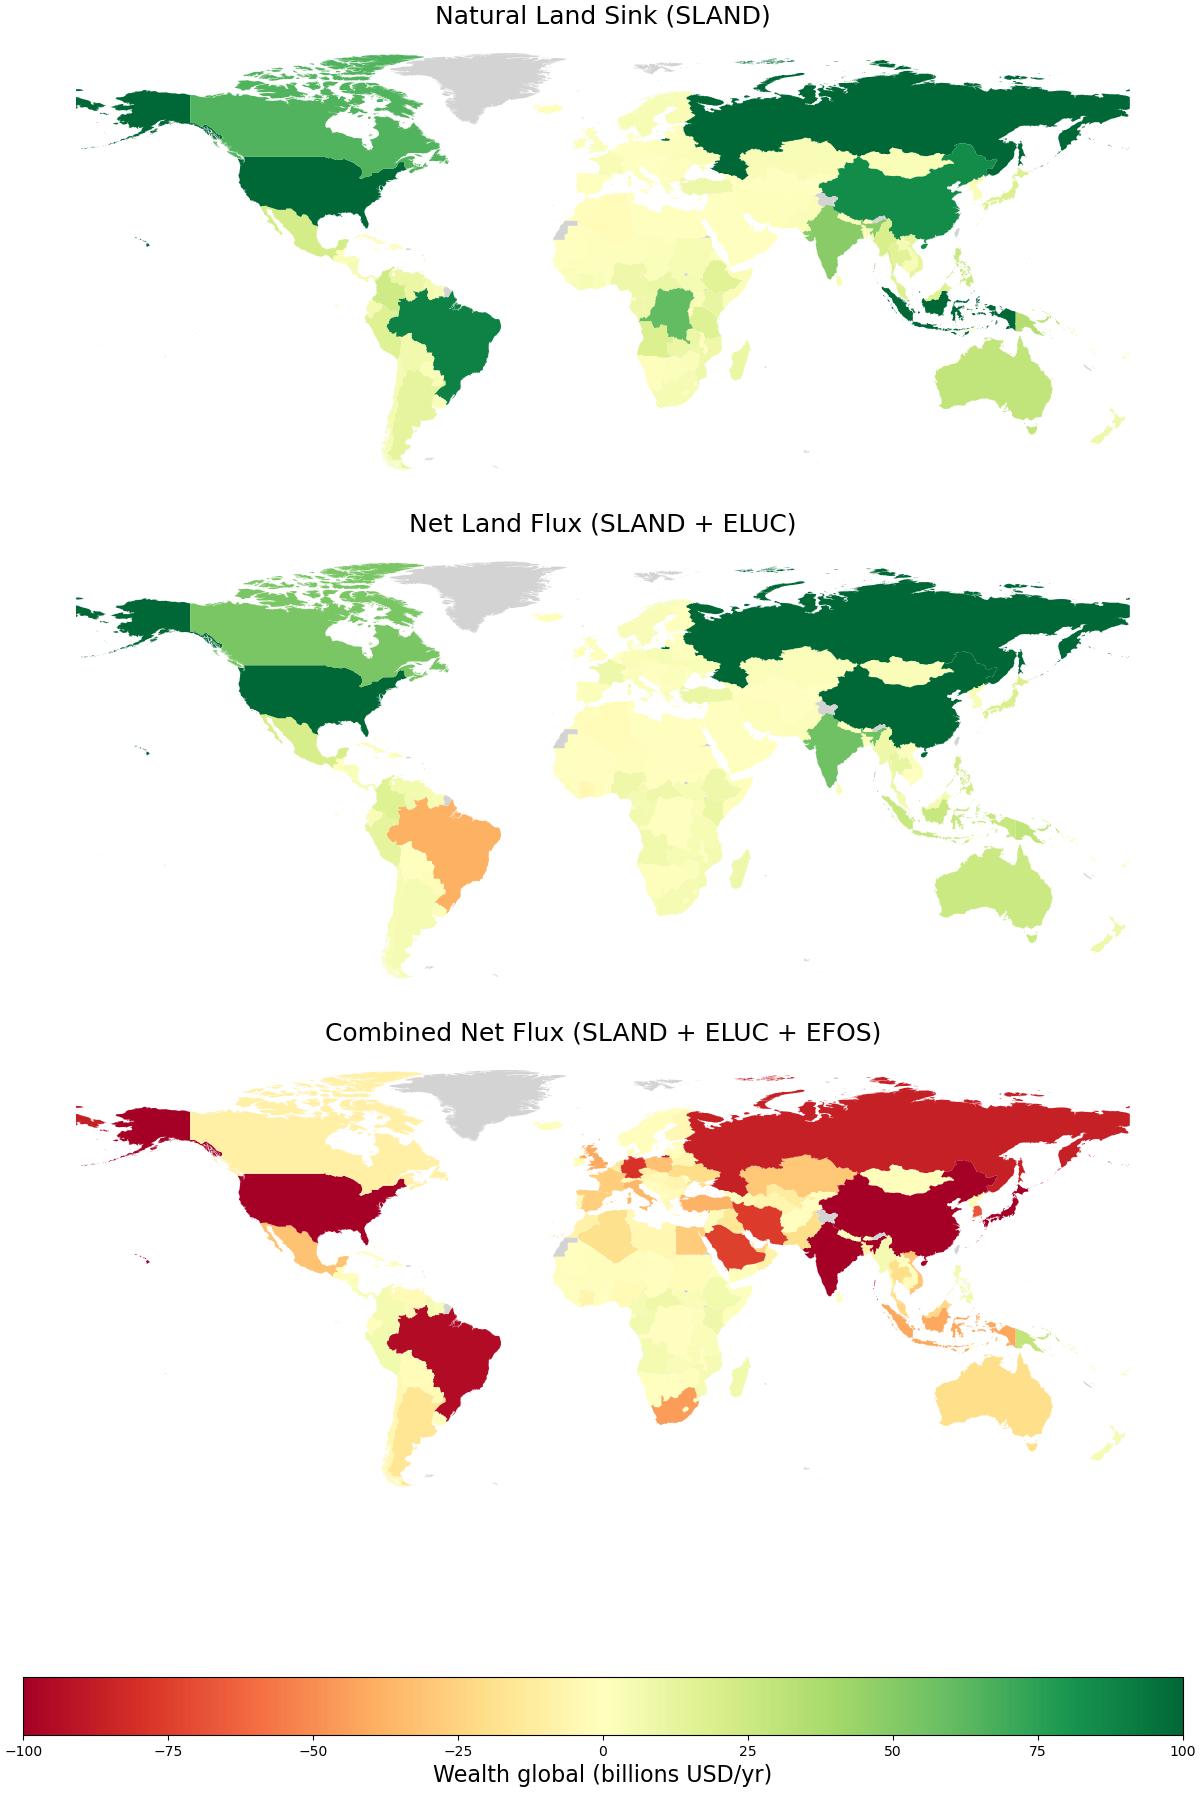 Natural Land Sink (SLAND)
Net Land Flux (SLAND + ELUC)
Combined Net Flux (SLAND + ELUC + EFOS)
−100 −75 −50 −25 0 25 50 75 100
Wealth global (billions USD/yr)